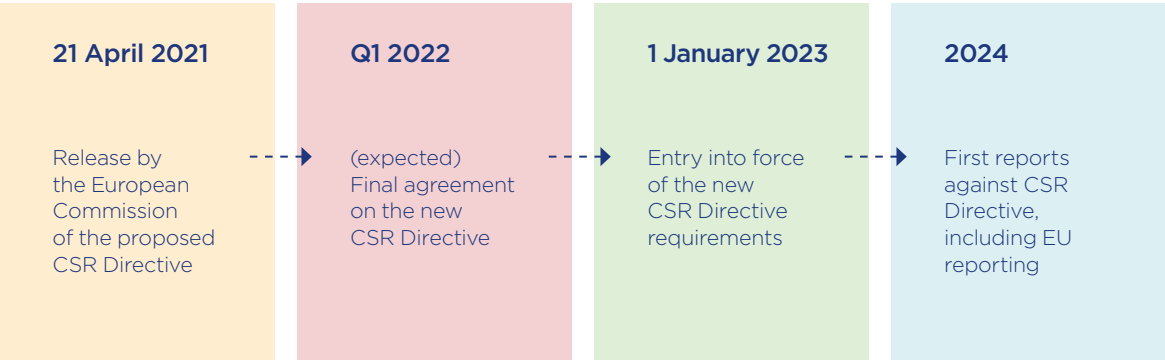 21 April 2021
Release by
the European
Commission
of the proposed
CSR Directive
Q1 2022
(expected)
Final agreement
on the new
CSR Directive
1 January 2023
Entry into force
of the new
CSR Directive
requirements
2024
First reports
against CSR
Directive,
including EU
reporting